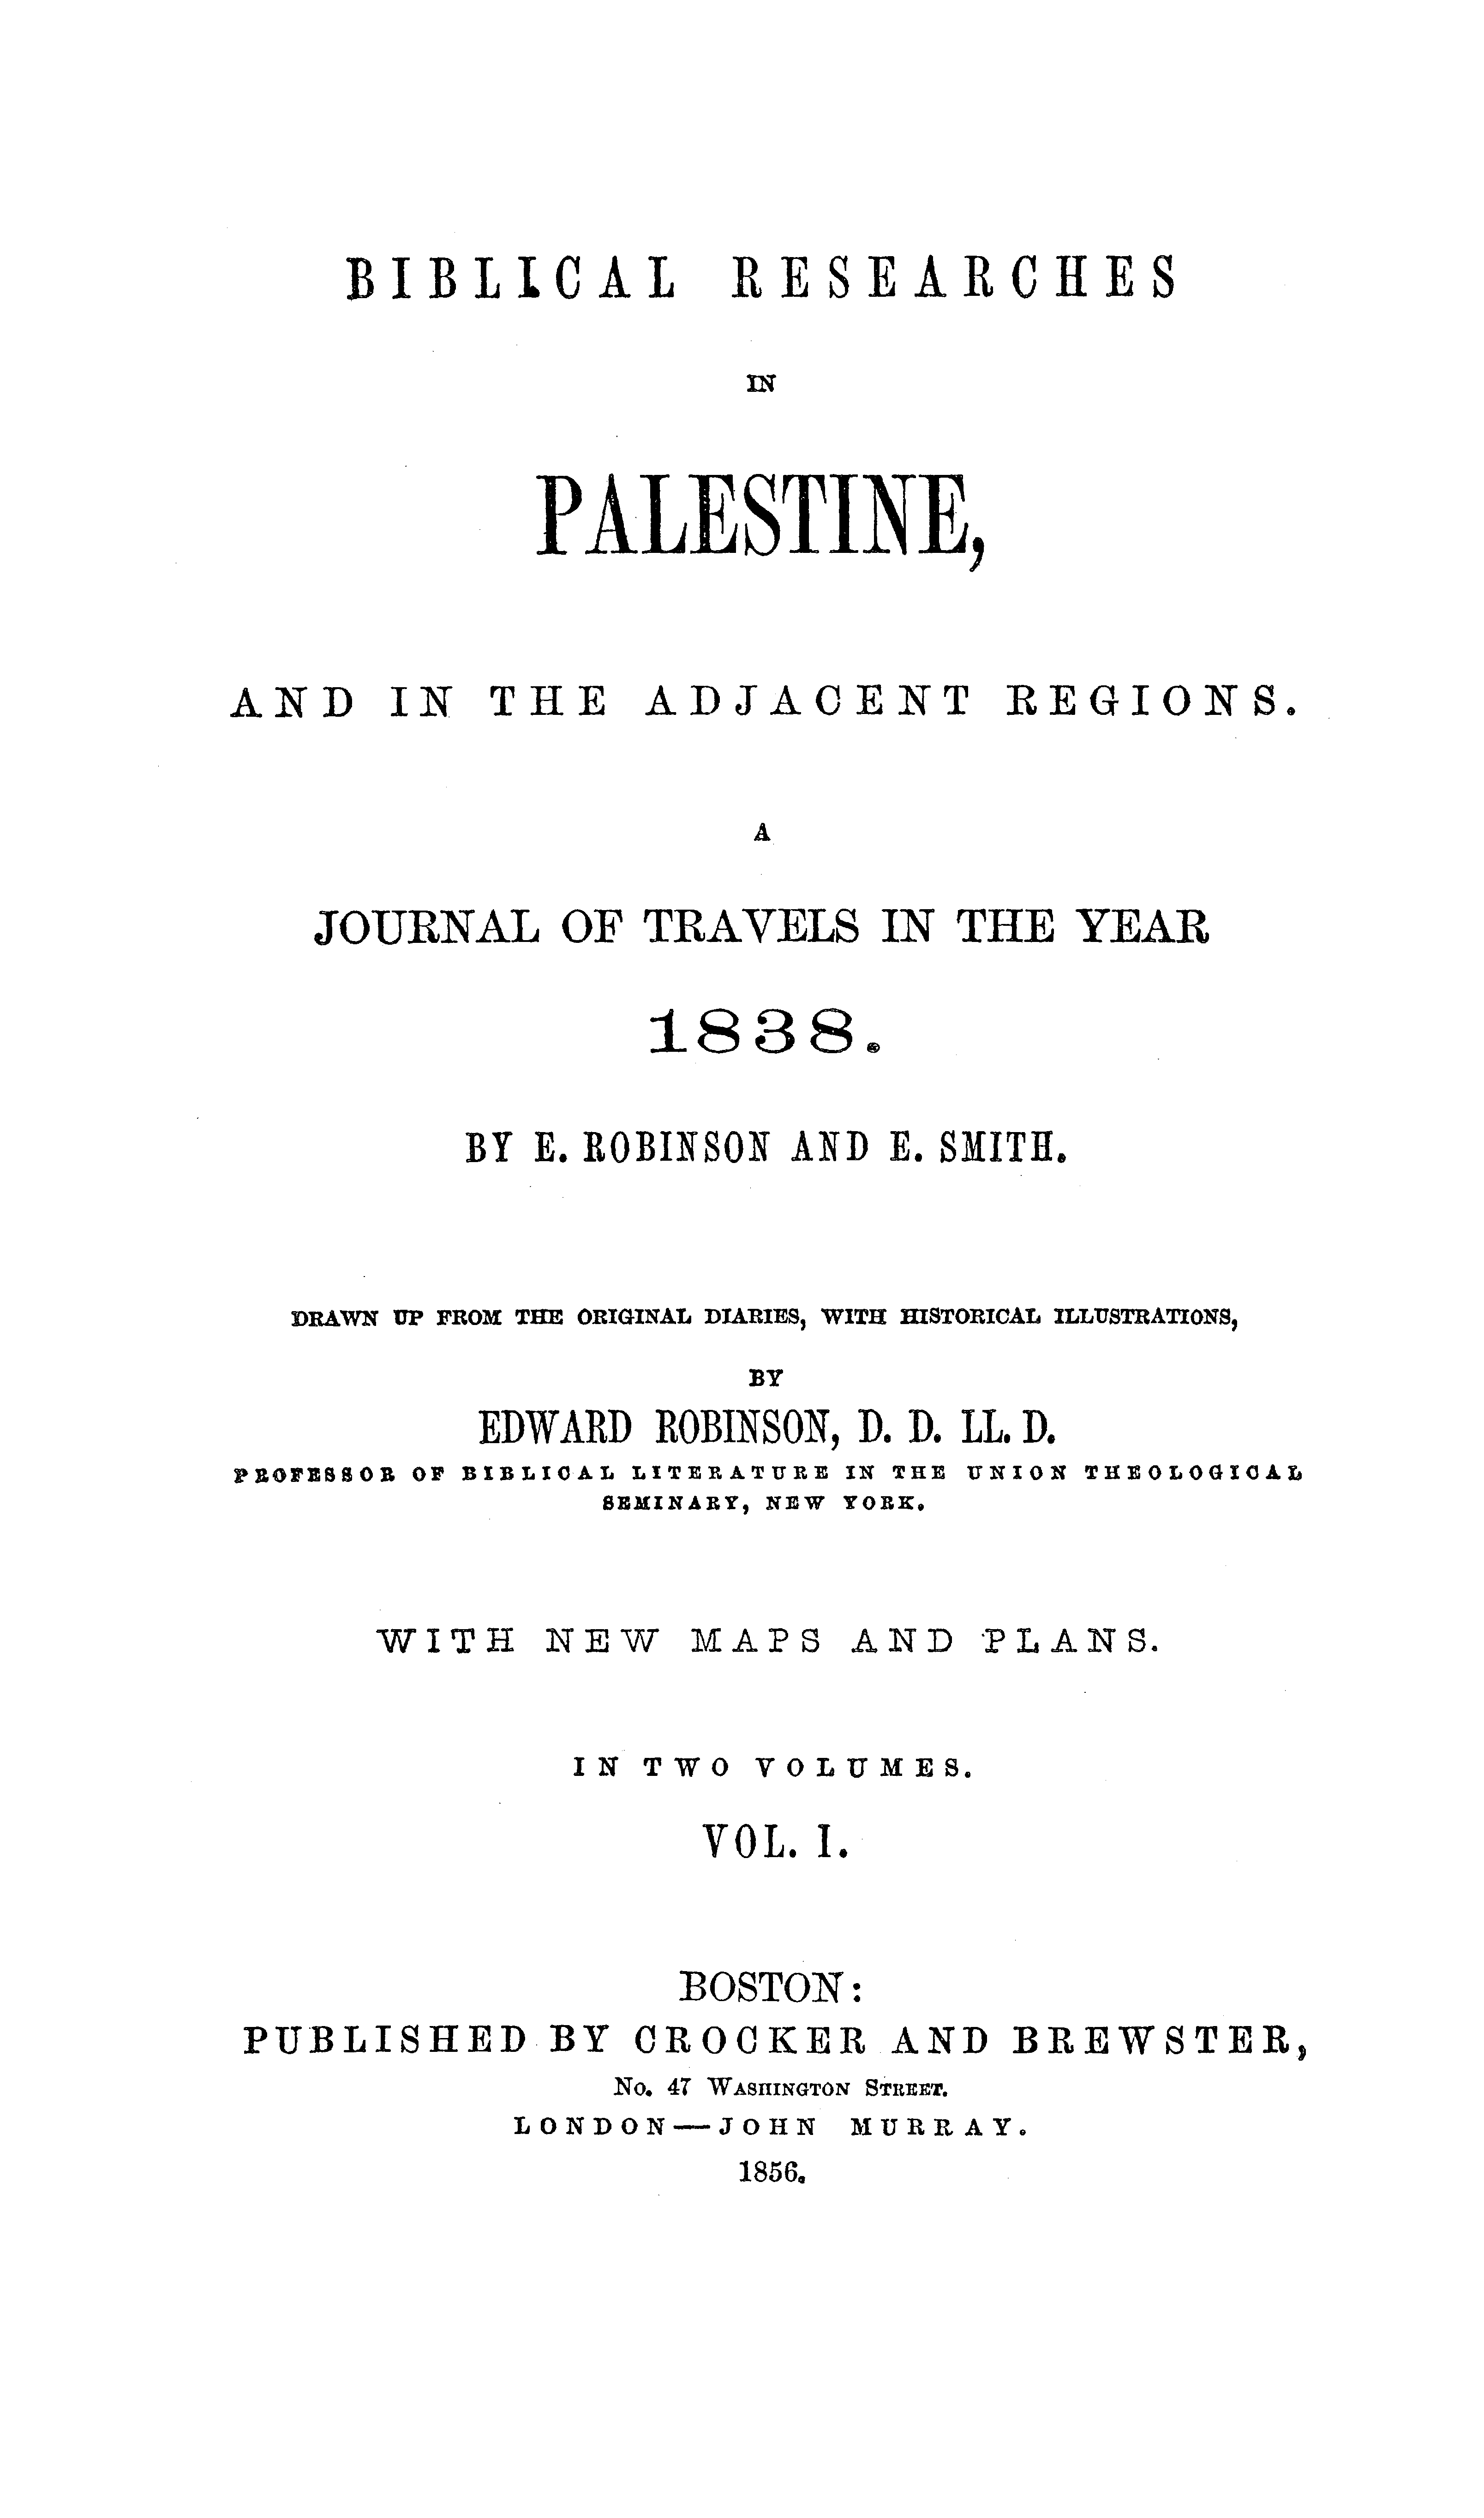 BIBLICAL RESEARCHES
IN
PALESTINE,
AND IN THE ADJACENT REGIONS.
A
JOURNAL OF TRAVELS IN THE YEAR
1838.
BY E. ROBINSON AND E. SMITH.
DRAWN UP FROM THE ORIGINAL DIARIES, WITH HISTORICAL ILLUSTRATIONS,
BY
EDWARD ROBINSON, D. D. LL. D.
PROFESSOR OF BIBLICAL LITERATURE IN THE UNION THEOLOGICAL
SEMINARY, NEW YORK.
WITH NEW MAPS AND PLANS.
IN TWO VOLUMES.
VOL. I.
BOSTON:
PUBLISHED BY CROCKER AND BREWSTER,
No. 47 Washington Street.
LONDON—JOHN MURRAY.
1856.